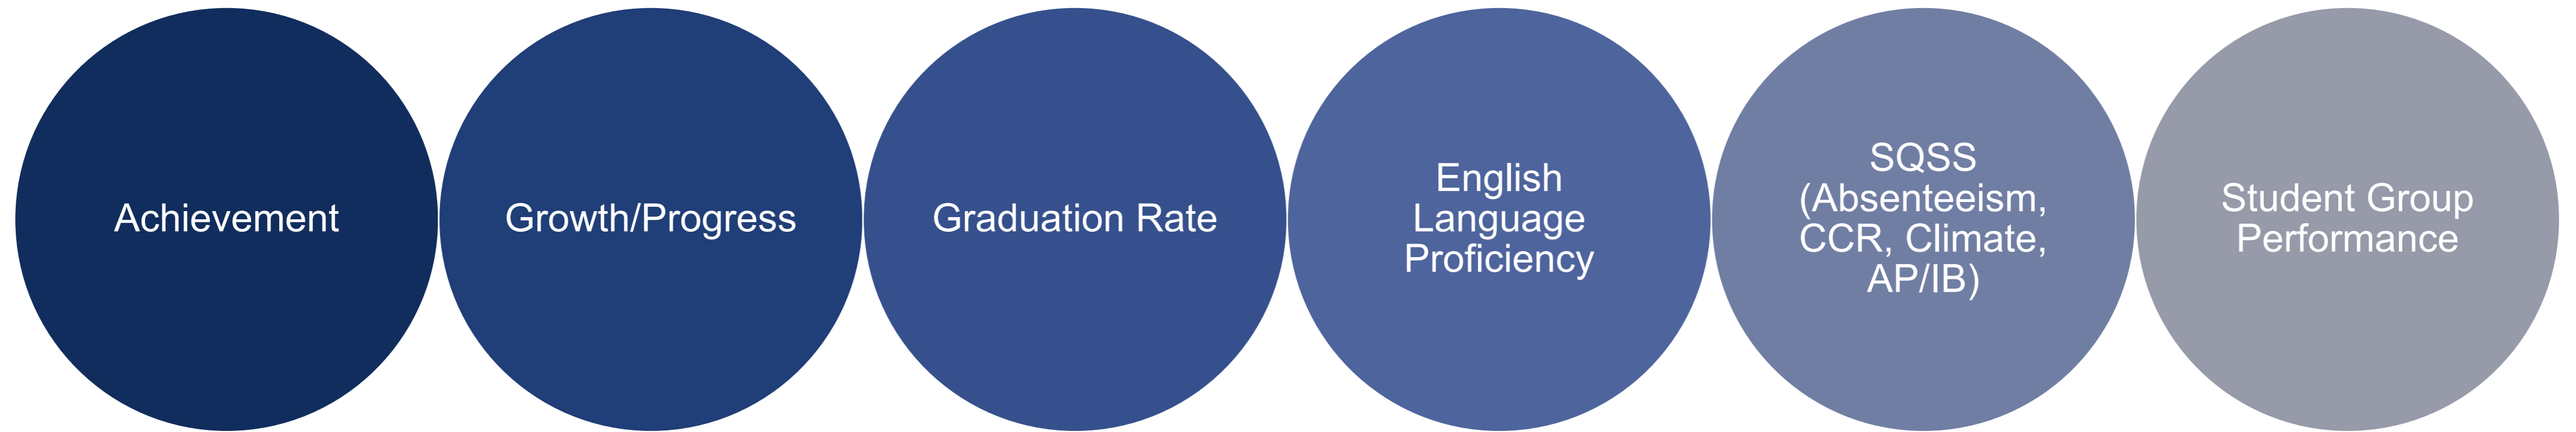 Achievement
Growth/Progress
Graduation Rate
English
Language
Proficiency
SQSS
(Absenteeism,
CCR, Climate,
AP/IB)
Student Group
Performance